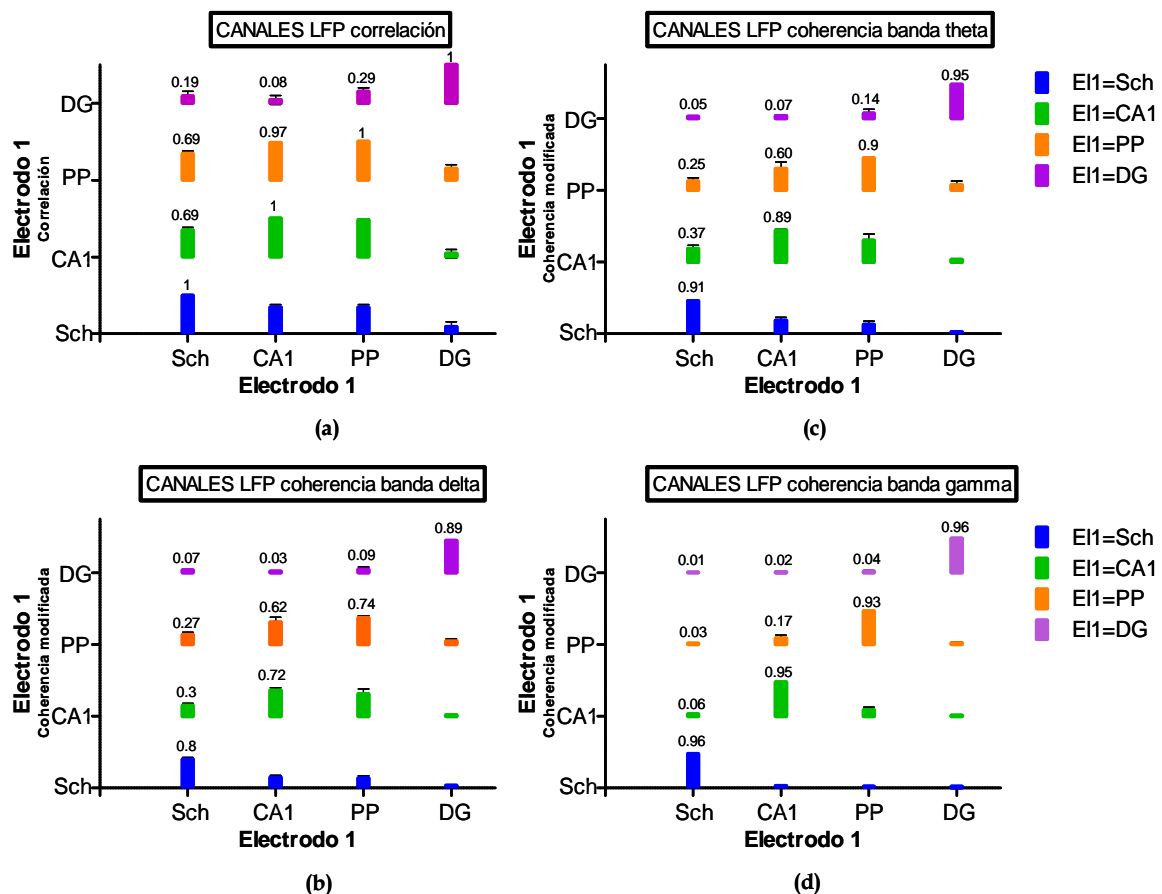 CANALES LFP correlación
Electrodo 1
Correlación
DG
PP
CA1
Sch
0.19
0.08
0.29
1
0.69
0.97
1
0.69
1
1
Sch
CA1
PP
DG
Electrodo 1
(a)
CANALES LFP coherencia banda theta
Electrodo 1
Coherencia modificada
DG
PP
CA1
Sch
0.05
0.07
0.14
0.95
0.25
0.60
0.9
0.37
0.89
0.91
Sch
CA1
PP
DG
Electrodo 1
(c)
El1=Sch
El1=CA1
El1=PP
El1=DG
CANALES LFP coherencia banda delta
Electrodo 1
Coherencia modificada
DG
PP
CA1
Sch
0.07
0.03
0.09
0.89
0.27
0.62
0.74
0.3
0.72
0.8
Sch
CA1
PP
DG
Electrodo 1
(b)
CANALES LFP coherencia banda gamma
Electrodo 1
Coherencia modificada
DG
PP
CA1
Sch
0.01
0.02
0.04
0.96
0.03
0.17
0.93
0.06
0.95
0.96
Sch
CA1
PP
DG
Electrodo 1
(d)
El1=Sch
El1=CA1
El1=PP
El1=DG